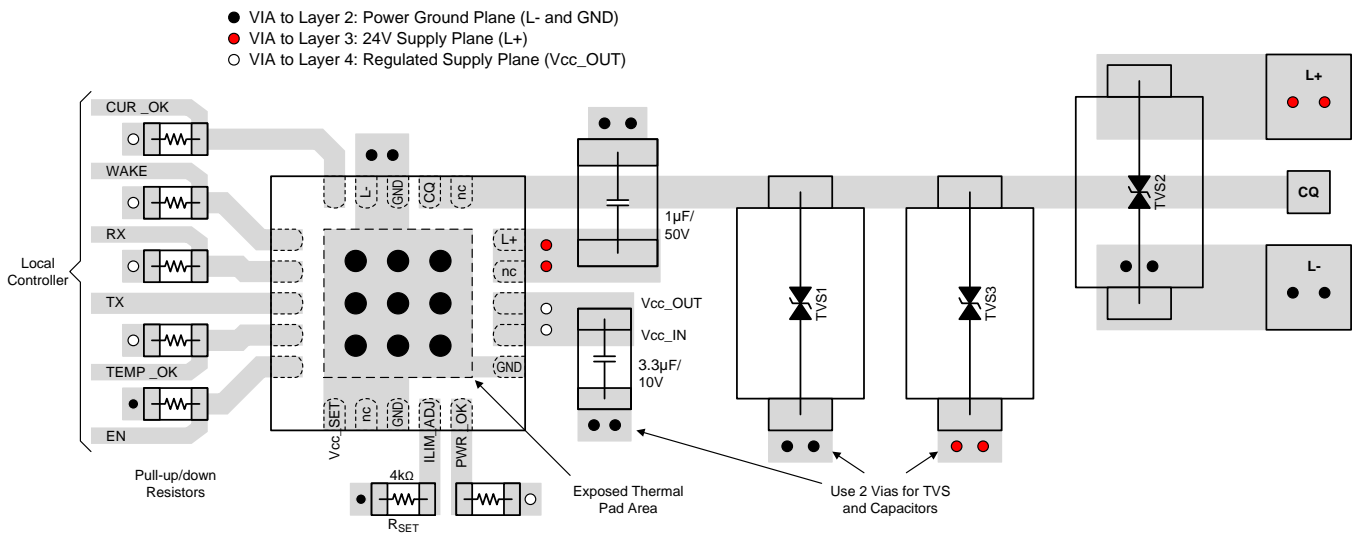 VIA to Layer 2: Power Ground Plane (L- and GND)
VIA to Layer 3: 24V Supply Plane (L+)
VIA to Layer 4: Regulated Supply Plane (Vcc_OUT)
CUR _OK
WAKE
RX
TX
TEMP _OK
EN
Local
Controller
Pull-up/down
Resistors
L-
GND
CQ
nc
L+
nc
GND
Vcc_SET
nc
GND
ILIM_ADJ
PWR _OK
4kΩ
RSET
1µF/
50V
Vcc_OUT
Vcc_IN
3.3µF/
10V
Exposed Thermal
Pad Area
Use 2 Vias for TVS
and Capacitors
TVS1
TVS3
TVS2
L+
CQ
L-